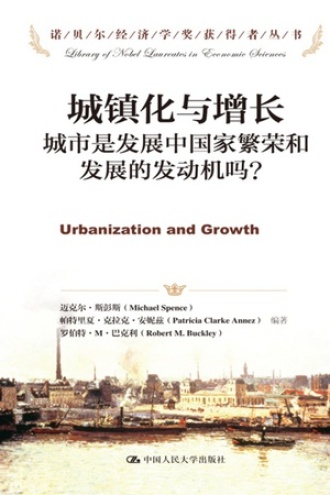 诺/贝/尔/经/济/学/奖/获/得/者/丛/书
Library of Nobel Laureates in Economic Sciences
城镇化与增长
城市是发展中国家繁荣和
发展的发动机吗?
Urbanization and Growth
迈克尔·斯彭斯(Michael Spence)
帕特里夏·克拉克·安妮兹(Patricia Clarke Annez) 编著
罗伯特·M·巴克利(Robert M. Buckley)
中国人民大学出版社